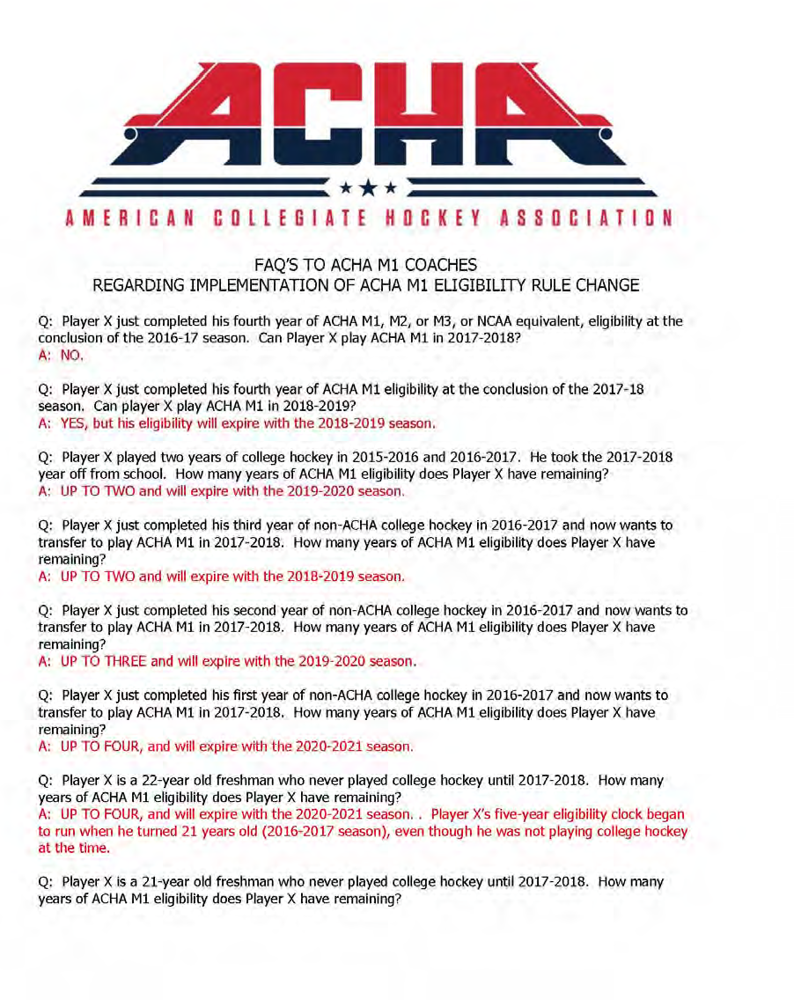 ACHA
AMERICAN COLLEGIATE HOCKEY ASSOCIATION
FAQ'S TO ACHA M1 COACHES
REGARDING IMPLEMENTATION OF ACHA M1 ELIGIBILITY RULE CHANGE
Q: Player X just completed his fourth year of ACHA M1, M2, or M3, or NCAA equivalent, eligibility at the
conclusion of the 2016-17 season. Can Player X play ACHA M1 in 2017-2018?
A: NO.
Q: Player X just completed his fourth year of ACHA M1 eligibility at the conclusion of the 2017-18
season. Can player X play ACHA M1 in 2018-2019?
A: YES, but his eligibility will expire with the 2018-2019 season.
Q: Player X played two years of college hockey in 2015-2016 and 2016-2017. He took the 2017-2018
year off from school. How many years of ACHA M1 eligibility does Player X have remaining?
A: UP TO TWO and will expire with the 2019-2020 season.
Q: Player X just completed his third year of non-ACHA college hockey in 2016-2017 and now wants to
transfer to play ACHA M1 in 2017-2018. How many years of ACHA M1 eligibility does Player X have
remaining?
A: UP TO TWO and will expire with the 2018-2019 season.
Q: Player X just completed his second year of non-ACHA college hockey in 2016-2017 and now wants to
transfer to play ACHA M1 in 2017-2018. How many years of ACHA M1 eligibility does Player X have
remaining?
A: UP TO THREE and will expire with the 2019-2020 season.
Q: Player X just completed his first year of non-ACHA college hockey in 2016-2017 and now wants to
transfer to play ACHA M1 in 2017-2018. How many years of ACHA M1 eligibility does Player X have
remaining?
A: UP TO FOUR, and will expire with the 2020-2021 season.
Q: Player X is a 22-year old freshman who never played college hockey until 2017-2018. How many
years of ACHA M1 eligibility does Player X have remaining?
A: UP TO FOUR, and will expire with the 2020-2021 season. . Player X's five-year eligibility clock began
to run when he turned 21 years old (2016-2017 season), even though he was not playing college hockey
at the time.
Q: Player X is a 21-year old freshman who never played college hockey until 2017-2018. How many
years of ACHA M1 eligibility does Player X have remaining?